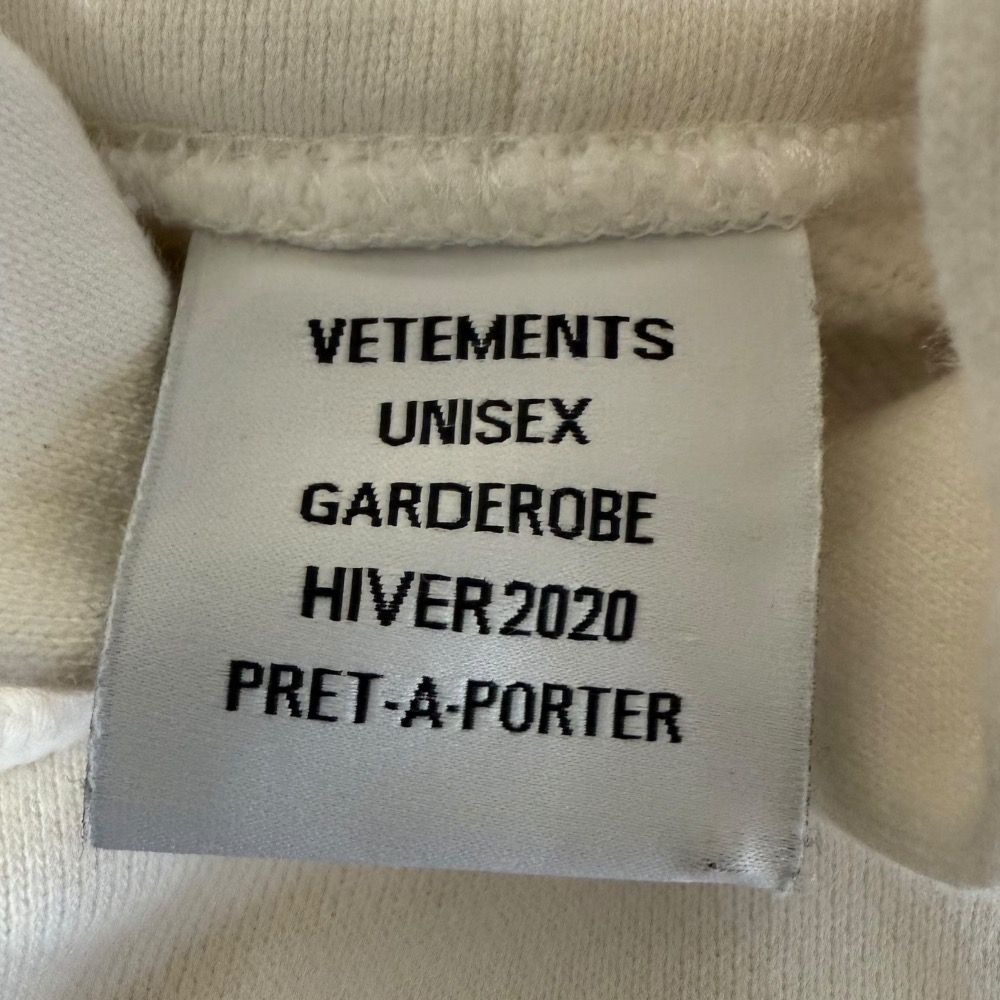 VETEMENTS
UNISEX
GARDEROBE
HIVER 2020
PRET-A-PORTER